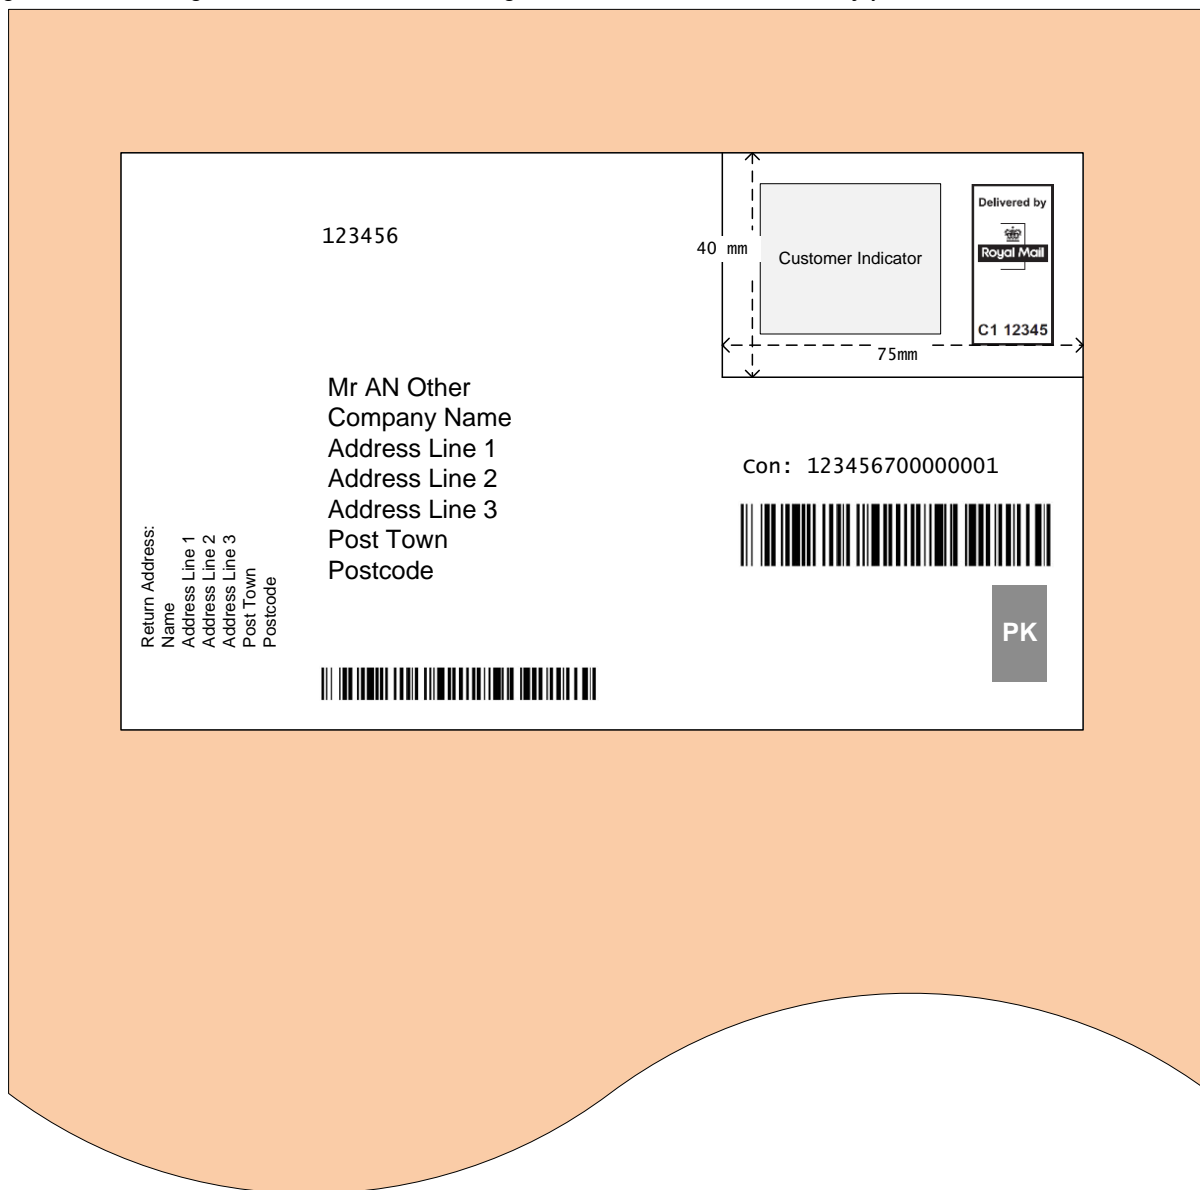 123456
40 mm
Customer Indicator
Delivered by
Royal Mail
C1 12345
75mm
Mr AN Other
Company Name
Address Line 1
Address Line 2
Address Line 3
Post Town
Postcode
Con: 123456700000001
PK
Return Address:
Name
Address Line 1
Address Line 2
Address Line 3
Post Town
Postcode